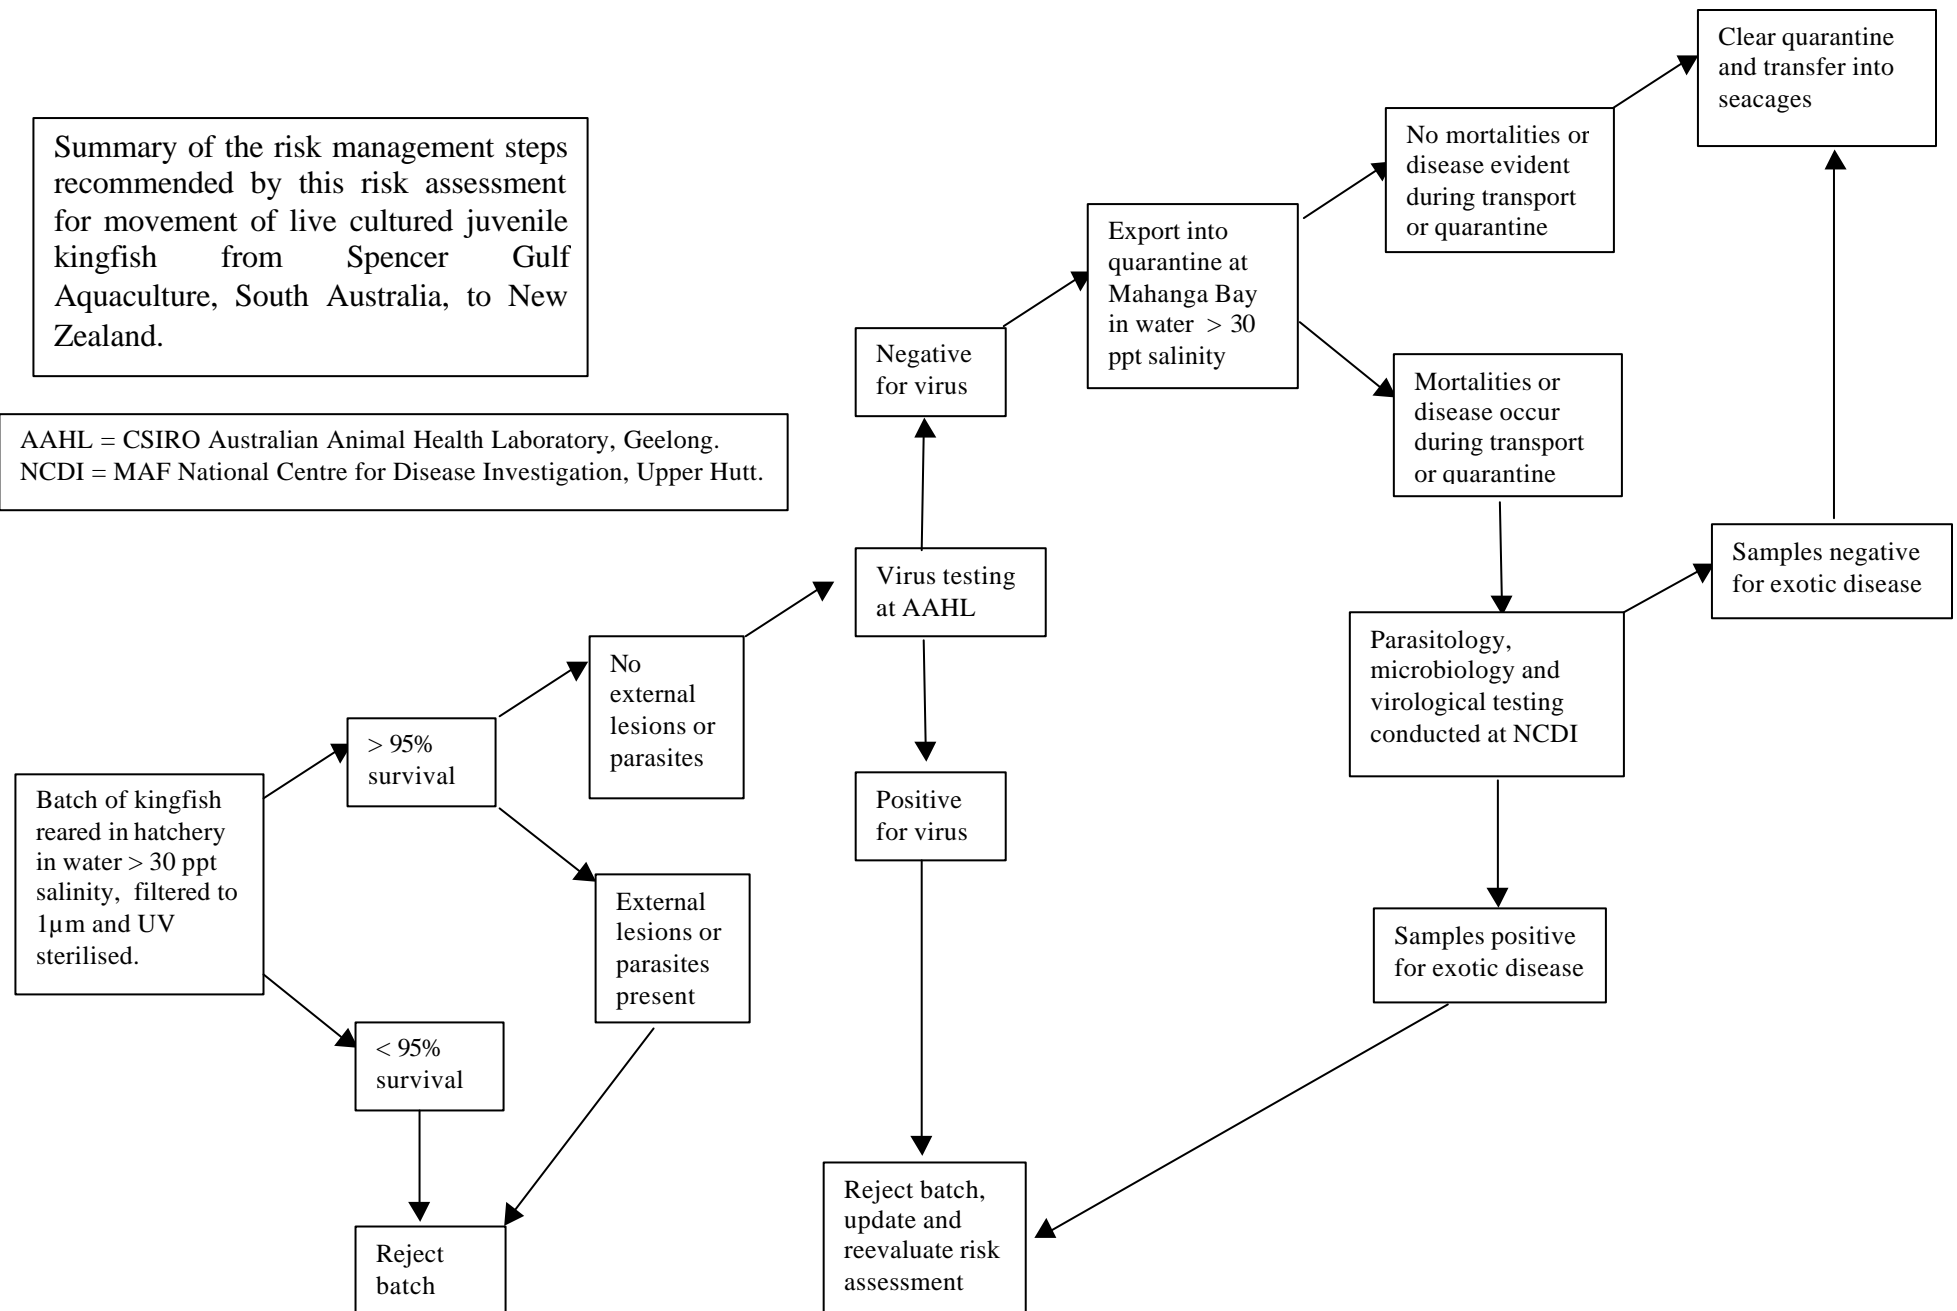 Summary of the risk management steps
recommended by this risk assessment
for movement of live cultured juvenile
kingfish from Spencer Gulf
Aquaculture, South Australia, to New
Zealand.
AAHL = CSIRO Australian Animal Health Laboratory, Geelong.
NCDI = MAF National Centre for Disease Investigation, Upper Hutt.
Batch of kingfish
reared in hatchery
in water > 30 ppt
salinity, filtered to
1µm and UV
sterilised.
> 95%
survival
< 95%
survival
No
external
lesions or
parasites
External
lesions or
parasites
present
Reject
batch
Virus testing
at AAHL
Negative
for virus
Positive
for virus
Reject batch,
update and
reevaluate risk
assessment
Export into
quarantine at
Mahanga Bay
in water > 30
ppt salinity
No mortalities or
disease evident
during transport
or quarantine
Mortalities or
disease occur
during transport
or quarantine
Clear quarantine
and transfer into
seacages
Samples negative
for exotic disease
Parasitology,
microbiology and
virological testing
conducted at NCDI
Samples positive
for exotic disease